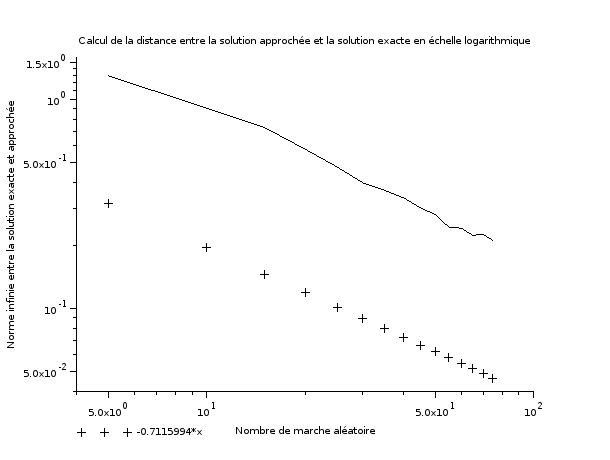 Calcul de la distance entre la solution approchée et la solution exacte en échelle logarithmique
Norme infinie entre la solution exacte et approchée
1.5x10^0
10^0
5.0x10^-1
10^-1
5.0x10^-2
5.0x10^0
10^1
5.0x10^1
10^2
Nombre de marche aléatoire
-0.7115994*x